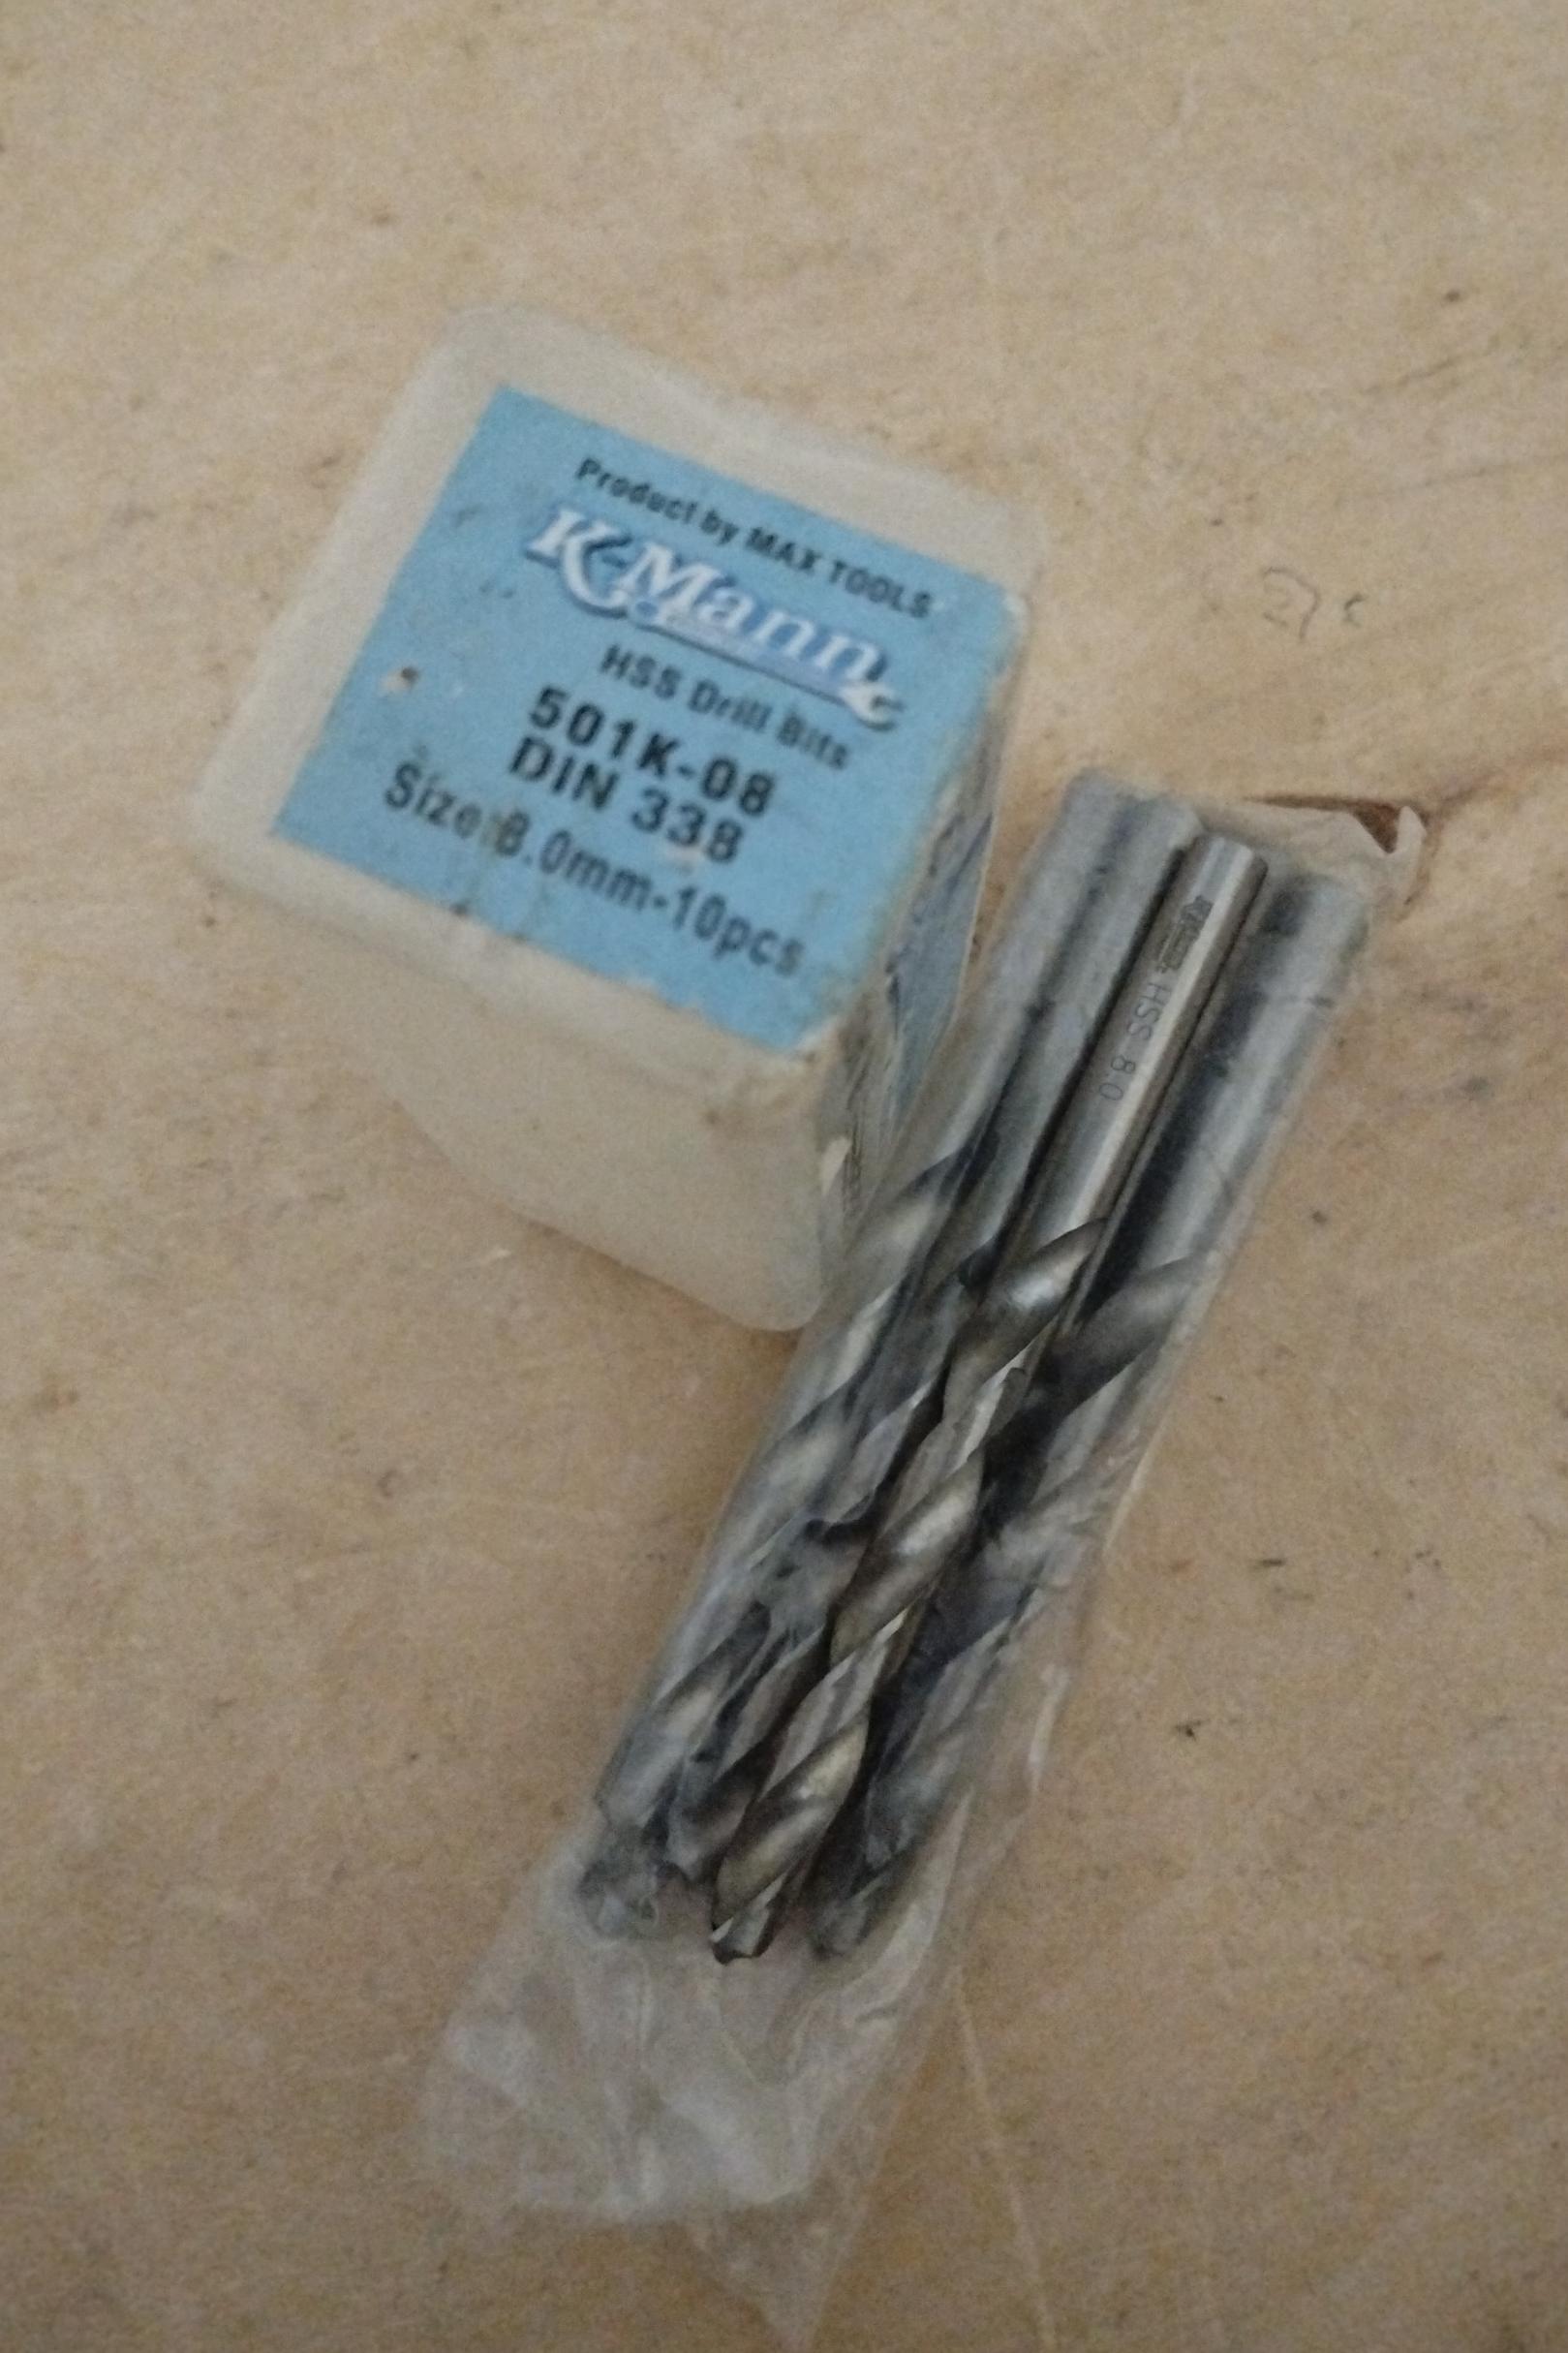 Product by MAX TOOLS
K-Mann
HSS Drill Bits
501K-08
DIN 338
Size:8.0mm-10pcs
HSS 8.0